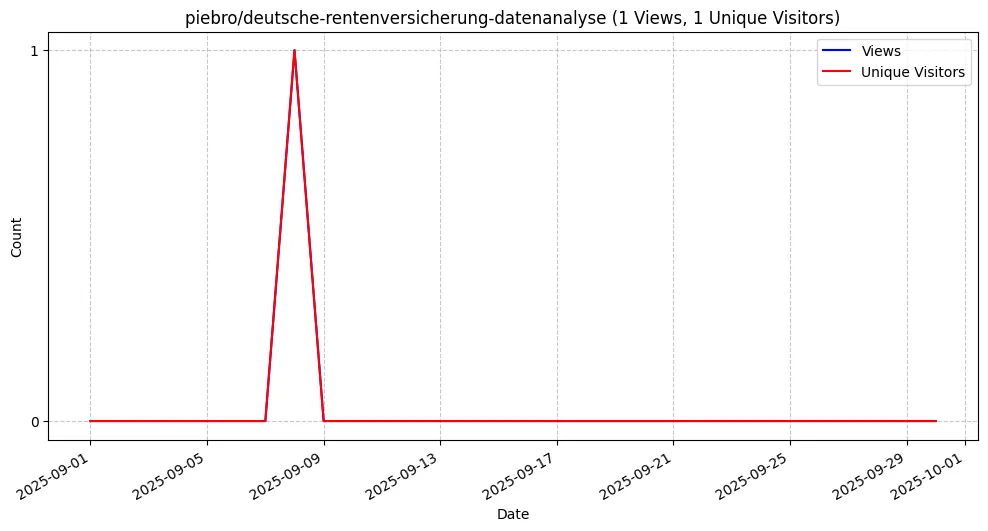 piebro/deutsche-rentenversicherung-datenanalyse (1 Views, 1 Unique Visitors)
Views
Unique Visitors
Count
1
0
2025-09-01
2025-09-05
2025-09-09
2025-09-13
2025-09-17
2025-09-21
2025-09-25
2025-09-29
2025-10-01
Date